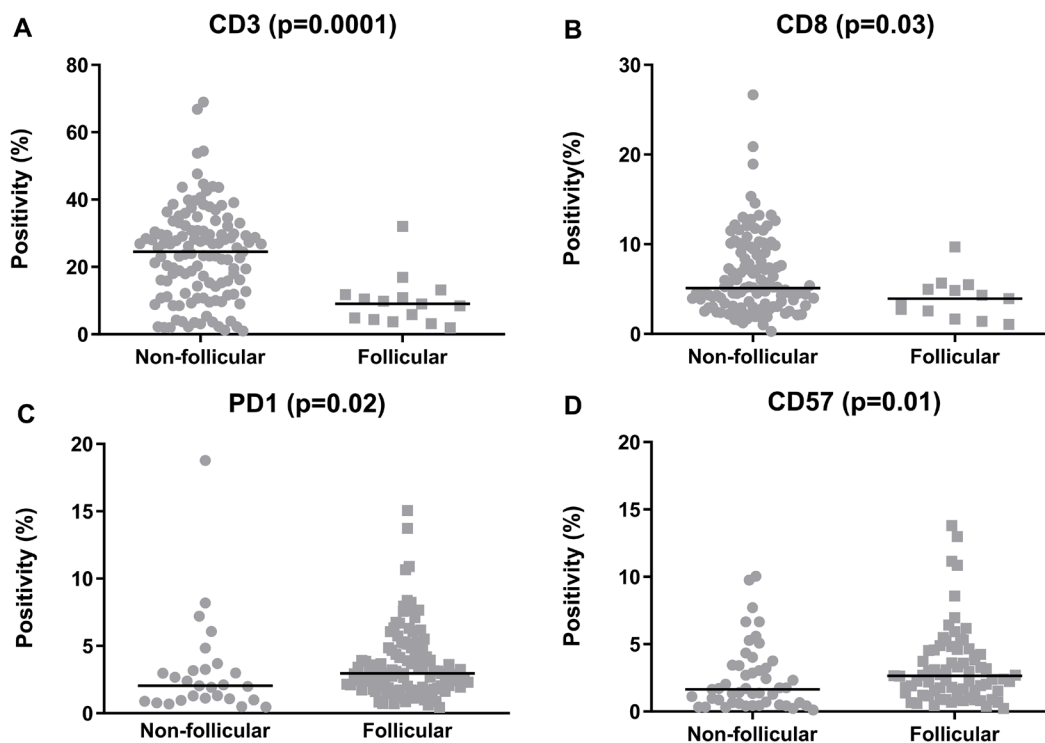 A
CD3 (p=0.0001)
Positivity (%)
80
60
40
20
0
Non-follicular
Follicular
B
CD8 (p=0.03)
Positivity(%)
30
20
10
0
Non-follicular
Follicular
C
PD1 (p=0.02)
Positivity (%)
20
15
10
5
0
Non-follicular
Follicular
D
CD57 (p=0.01)
Positivity (%)
20
15
10
5
0
Non-follicular
Follicular